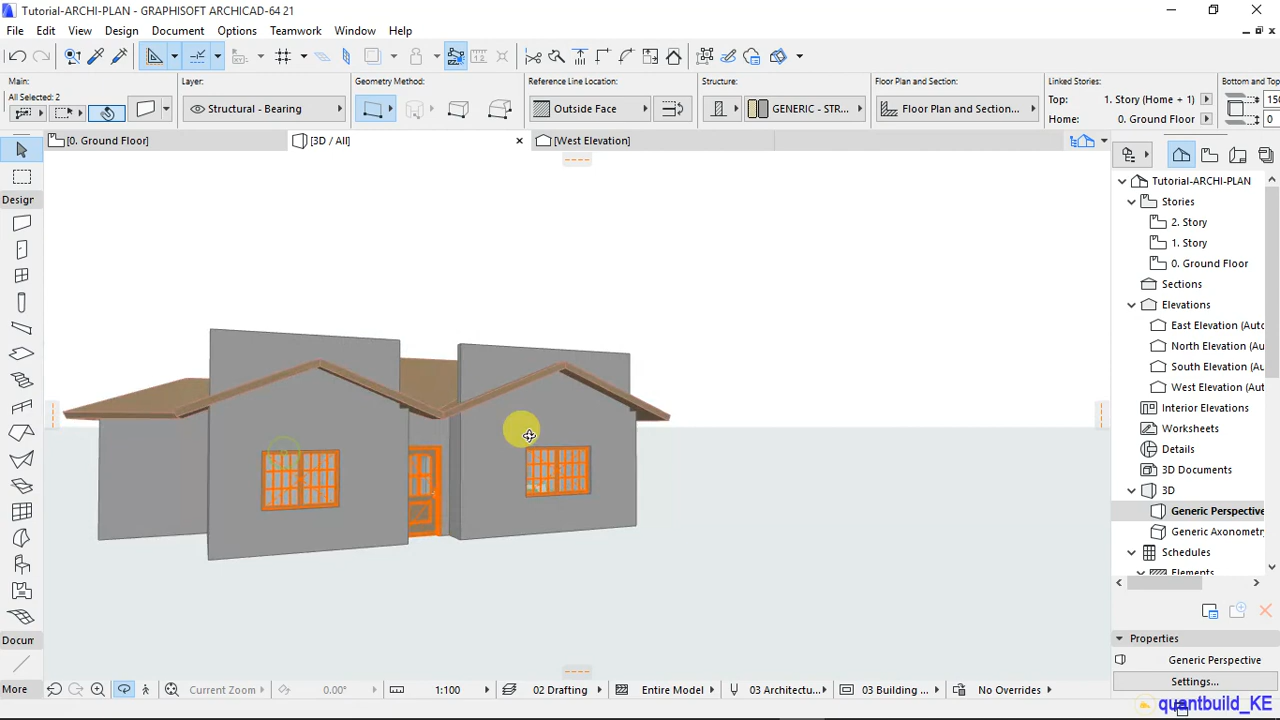 Tutorial-ARCHI-PLAN - GRAPHISOFT ARCHICAD-64 21
File Edit View Design Document Options Teamwork Window Help
Main:
All Selected: 2
Layer:
Structural - Bearing
Geometry Method:
Reference Line Location:
Outside Face
Structure:
GENERIC - STR...
Floor Plan and Section:
Floor Plan and Section...
Linked Stories:
Top: 1. Story (Home + 1)
Home: 0. Ground Floor
Bottom and Top
0
[0. Ground Floor]
[3D / All]
[West Elevation]
Design
Docum
More
Tutorial-ARCHI-PLAN
Stories
2. Story
1. Story
0. Ground Floor
Sections
Elevations
East Elevation (Aut
North Elevation (Au
South Elevation (Au
West Elevation (Aut
Interior Elevations
Worksheets
Details
3D Documents
3D
Generic Perspective
Generic Axonometr
Schedules
Elements
Properties
Generic Perspective
Settings...
Current Zoom
0.00°
1:100
02 Drafting
Entire Model
03 Architectu...
03 Building ...
No Overrides
quantbuild_KE